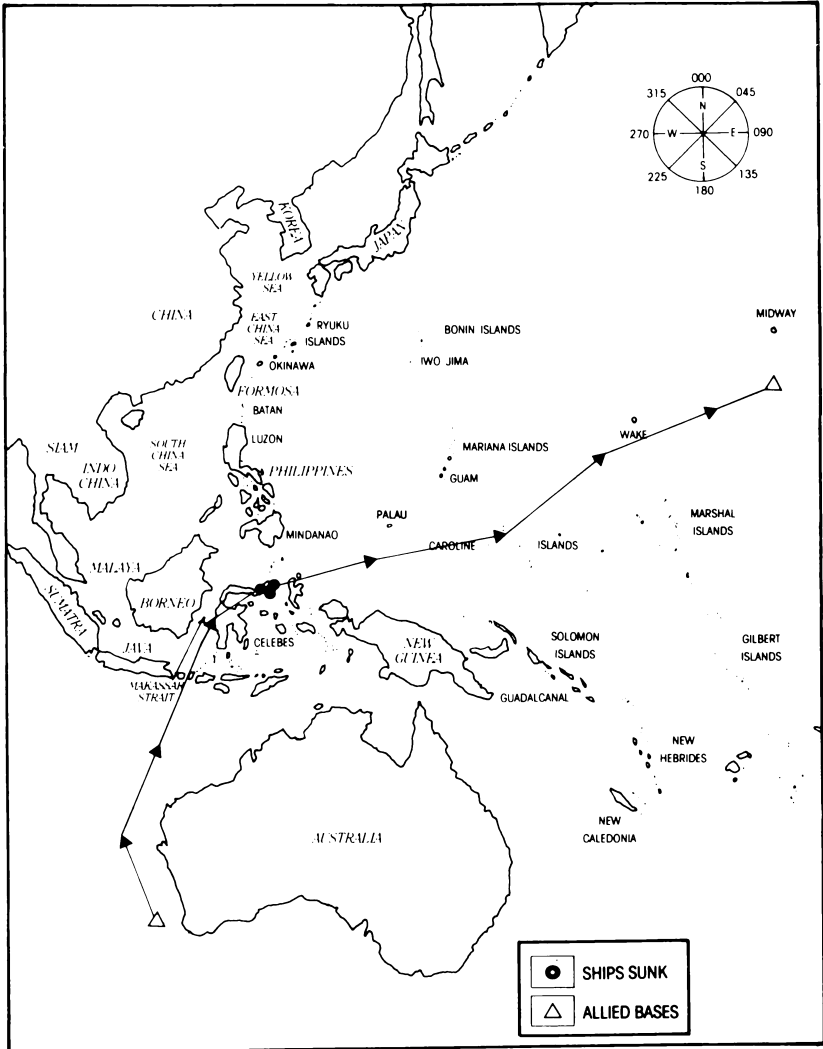 000
315
045
N
270
W
E
090
S
225
135
180
KOREA
JAPAN
YELLOW
SEA
CHINA
EAST
CHINA
SEA
RYUKU
ISLANDS
BONIN ISLANDS
MIDWAY
OKINAWA
IWO JIMA
FORMOSA
BATAN
LUZON
WAKE
SIAM
SOUTH
CHINA
SEA
MARIANA ISLANDS
INDO
CHINA
PHILIPPINES
GUAM
PALAU
MARSHAL
ISLANDS
MINDANAO
CAROLINE
ISLANDS
MALAYA
BORNEO
SUMATRA
CELEBES
NEW
GUINEA
SOLOMON
ISLANDS
GILBERT
ISLANDS
JAVA
MAKASSAR
STRAIT
GUADALCANAL
NEW
HEBRIDES
NEW
CALEDONIA
AUSTRALIA
SHIPS SUNK
ALLIED BASES